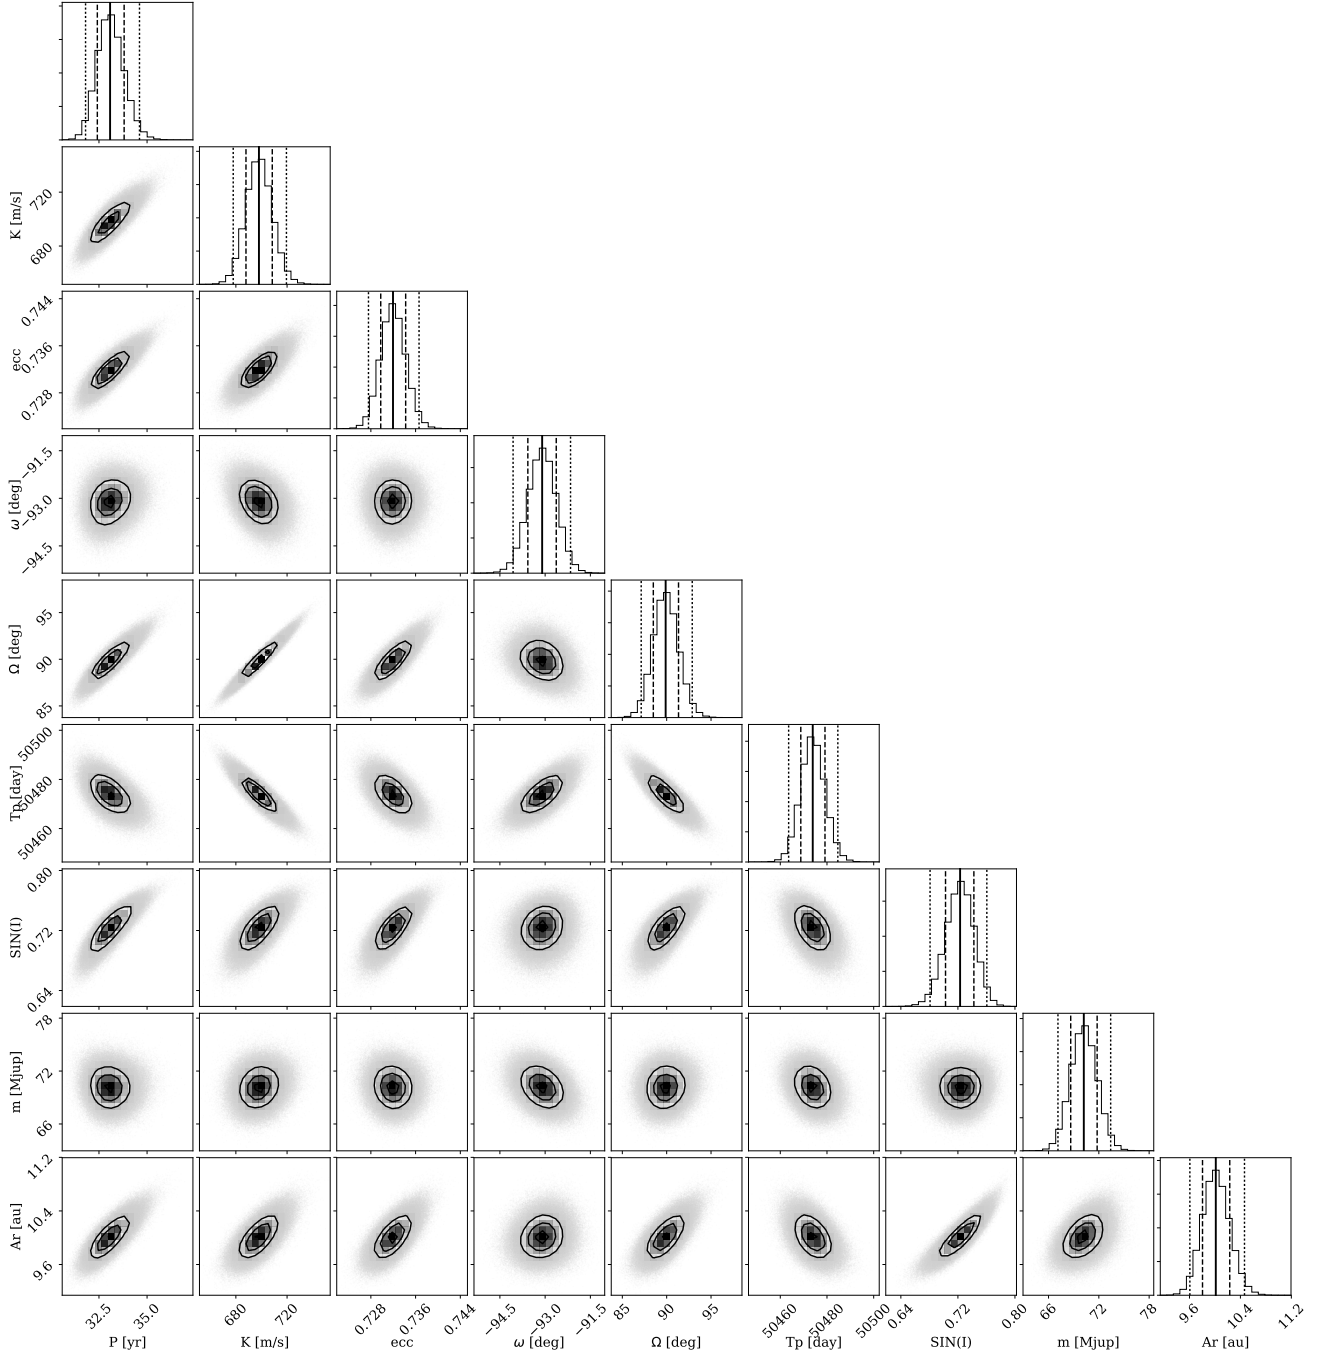 K [m/s]
720
680
ecc
0.744
0.736
0.728
ω [deg]
−91.5
−93.0
−94.5
Ω [deg]
95
90
85
Tp [day]
50500
50480
50460
SIN(I)
0.80
0.72
0.64
m [Mjup]
78
72
66
Ar [au]
11.2
10.4
9.6
32.5 35.0 680 720 0.728 0.736 0.744 −94.5 −93.0 −91.5 85 90 95 50460 50480 50500 0.64 0.72 0.80 66 72 78 9.6 10.4 11.2
P [yr] K [m/s] ecc ω [deg] Ω [deg] Tp [day] SIN(I) m [Mjup] Ar [au]